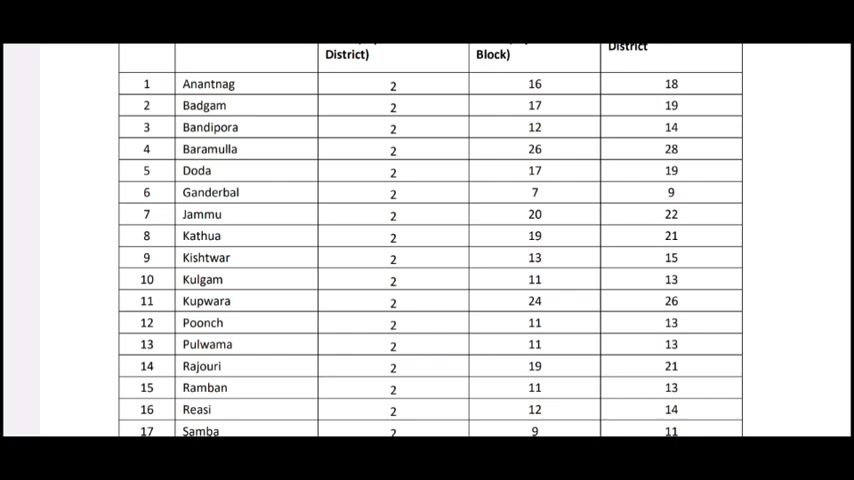 District
District) Block)
1 Anantnag 2 16 18
2 Badgam 2 17 19
3 Bandipora 2 12 14
4 Baramulla 2 26 28
5 Doda 2 17 19
6 Ganderbal 2 7 9
7 Jammu 2 20 22
8 Kathua 2 19 21
9 Kishtwar 2 13 15
10 Kulgam 2 11 13
11 Kupwara 2 24 26
12 Poonch 2 11 13
13 Pulwama 2 11 13
14 Rajouri 2 19 21
15 Ramban 2 11 13
16 Reasi 2 12 14
17 Samba 2 9 11